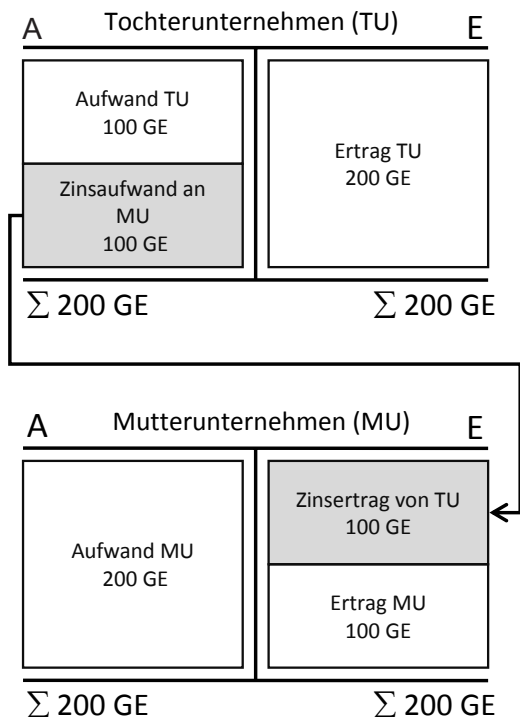 A Tochterunternehmen (TU) E
Aufwand TU
100 GE
Zinsaufwand an
MU
100 GE
Ertrag TU
200 GE
∑ 200 GE ∑ 200 GE
A Mutterunternehmen (MU) E
Aufwand MU
200 GE
Zinsertrag von TU
100 GE
Ertrag MU
100 GE
∑ 200 GE ∑ 200 GE